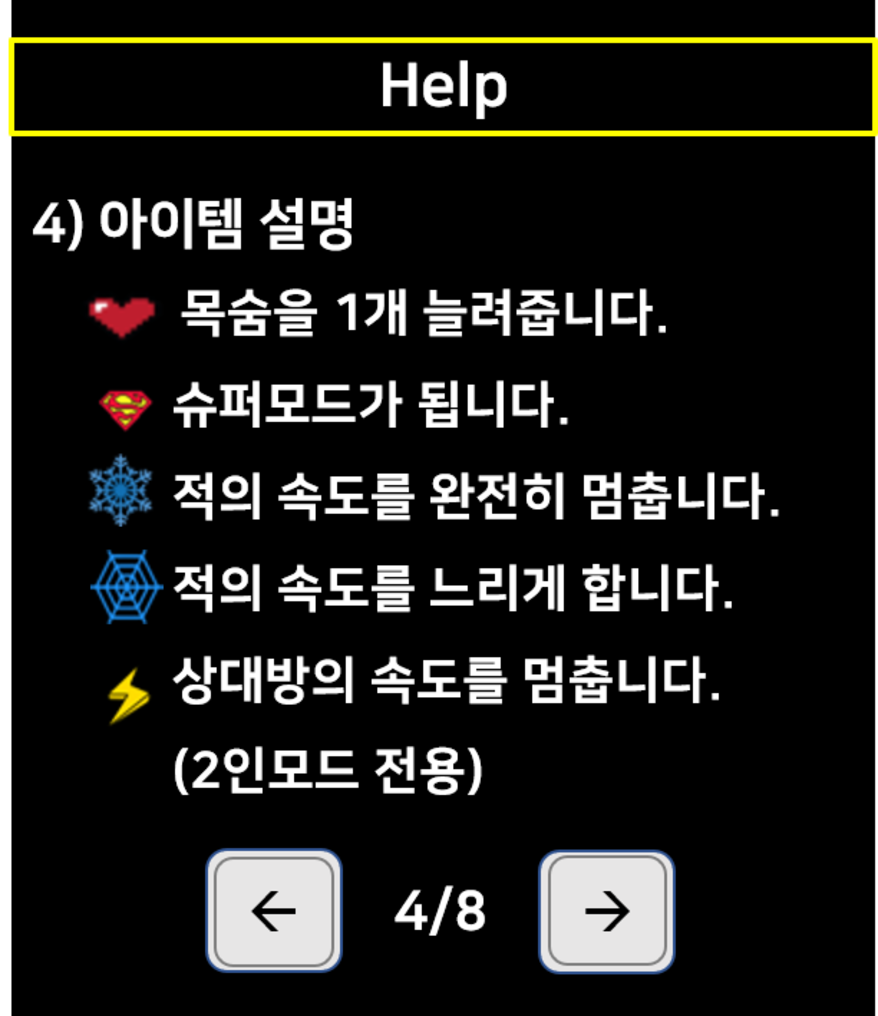 Help
4) 아이템 설명
목숨을 1개 늘려줍니다.
슈퍼모드가 됩니다.
적의 속도를 완전히 멈춥니다.
적의 속도를 느리게 합니다.
상대방의 속도를 멈춥니다.
(2인모드 전용)
← 4/8 →